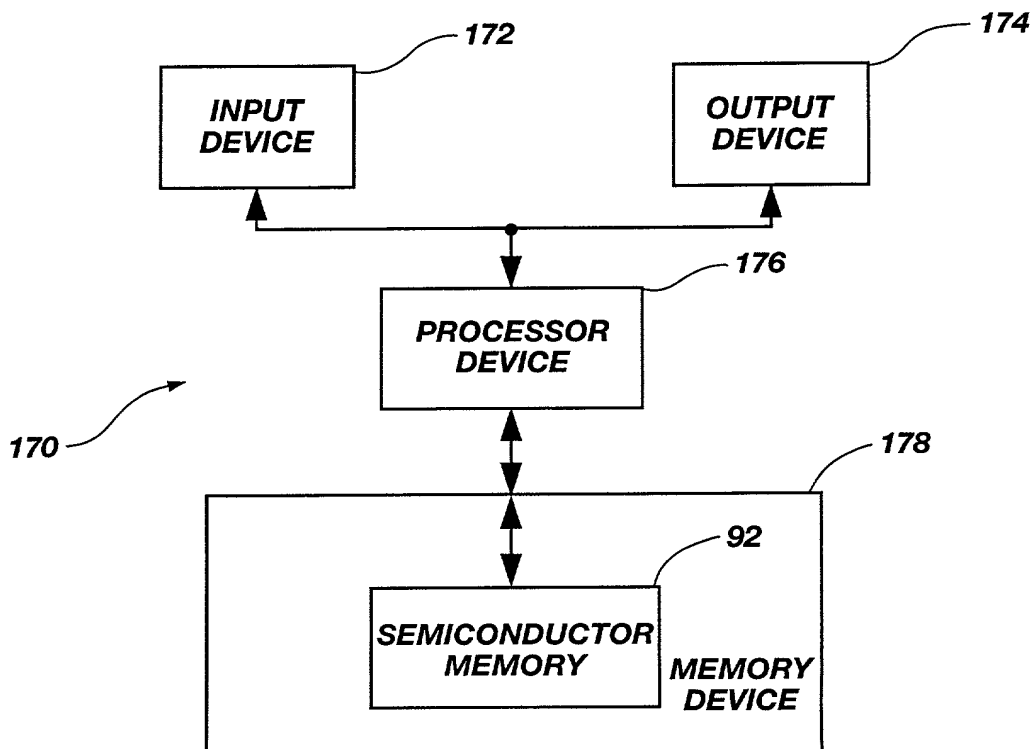 172
174
INPUT
DEVICE
OUTPUT
DEVICE
176
PROCESSOR
DEVICE
170
178
92
SEMICONDUCTOR
MEMORY
MEMORY
DEVICE